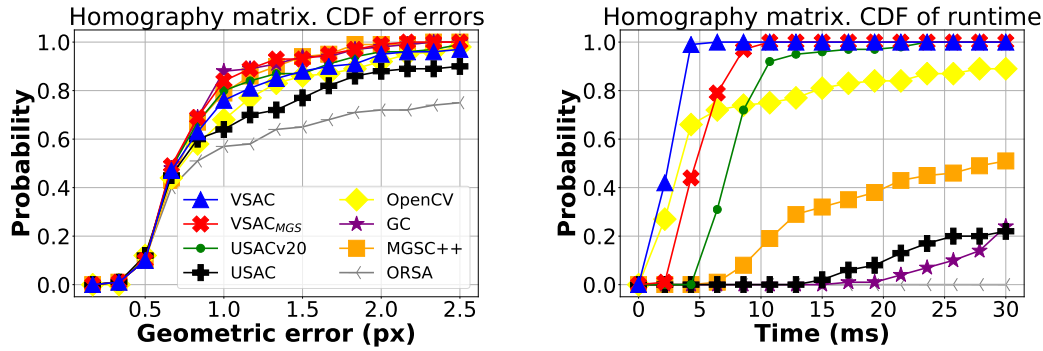 Homography matrix. CDF of errors
Probability
1.0
0.8
0.6
0.4
0.2
0.0
0.5
1.0
1.5
2.0
2.5
Geometric error (px)
VSAC
VSAC_MGS
USACv20
USAC
OpenCV
GC
MGSC++
ORSA
Homography matrix. CDF of runtime
Probability
1.0
0.8
0.6
0.4
0.2
0.0
0
5
10
15
20
25
30
Time (ms)